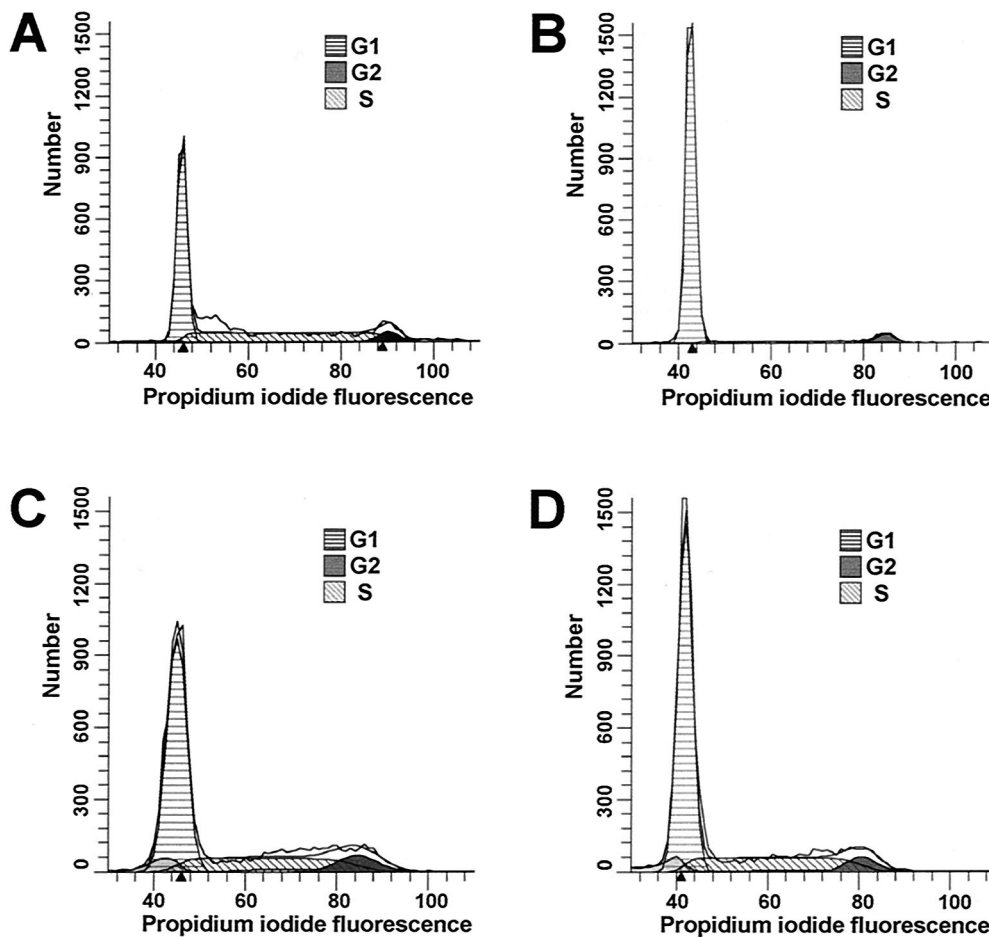 A
Number
0 300 600 900 1200 1500
G1
G2
S
40 60 80 100
Propidium iodide fluorescence
B
Number
0 300 600 900 1200 1500
G1
G2
S
40 60 80 100
Propidium iodide fluorescence
C
Number
0 300 600 900 1200 1500
G1
G2
S
40 60 80 100
Propidium iodide fluorescence
D
Number
0 300 600 900 1200 1500
G1
G2
S
40 60 80 100
Propidium iodide fluorescence